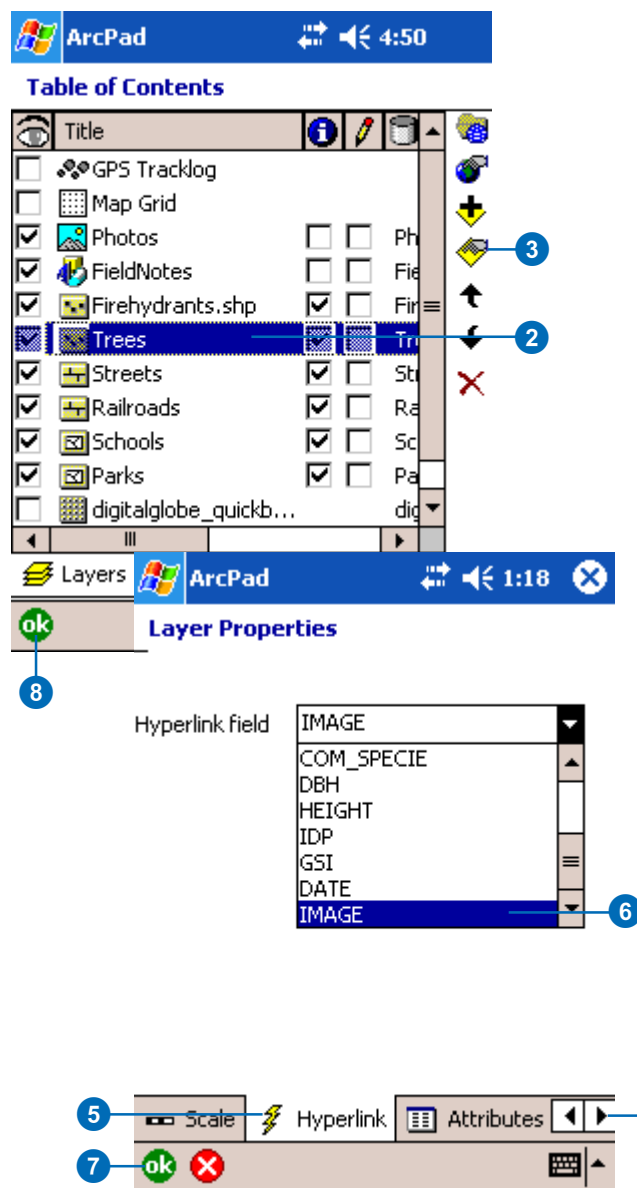 ArcPad 4:50
Table of Contents
Title
GPS Tracklog
Map Grid
Photos Ph
3
FieldNotes Fie
Firehydrants.shp Fir
Trees Tr
2
Streets Str
Railroads Ra
Schools Sc
Parks Pa
digitalglobe_quickb... dig
Layers
ArcPad 1:18
ok
Layer Properties
8
Hyperlink field IMAGE
COM_SPECIE
DBH
HEIGHT
IDP
GSI
DATE
IMAGE
6
5
Scale Hyperlink Attributes
7
ok